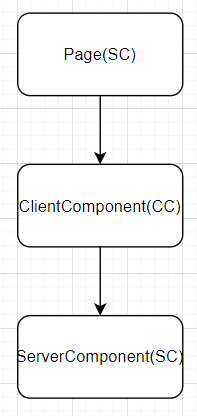 Page(SC)
ClientComponent(CC)
ServerComponent(SC)